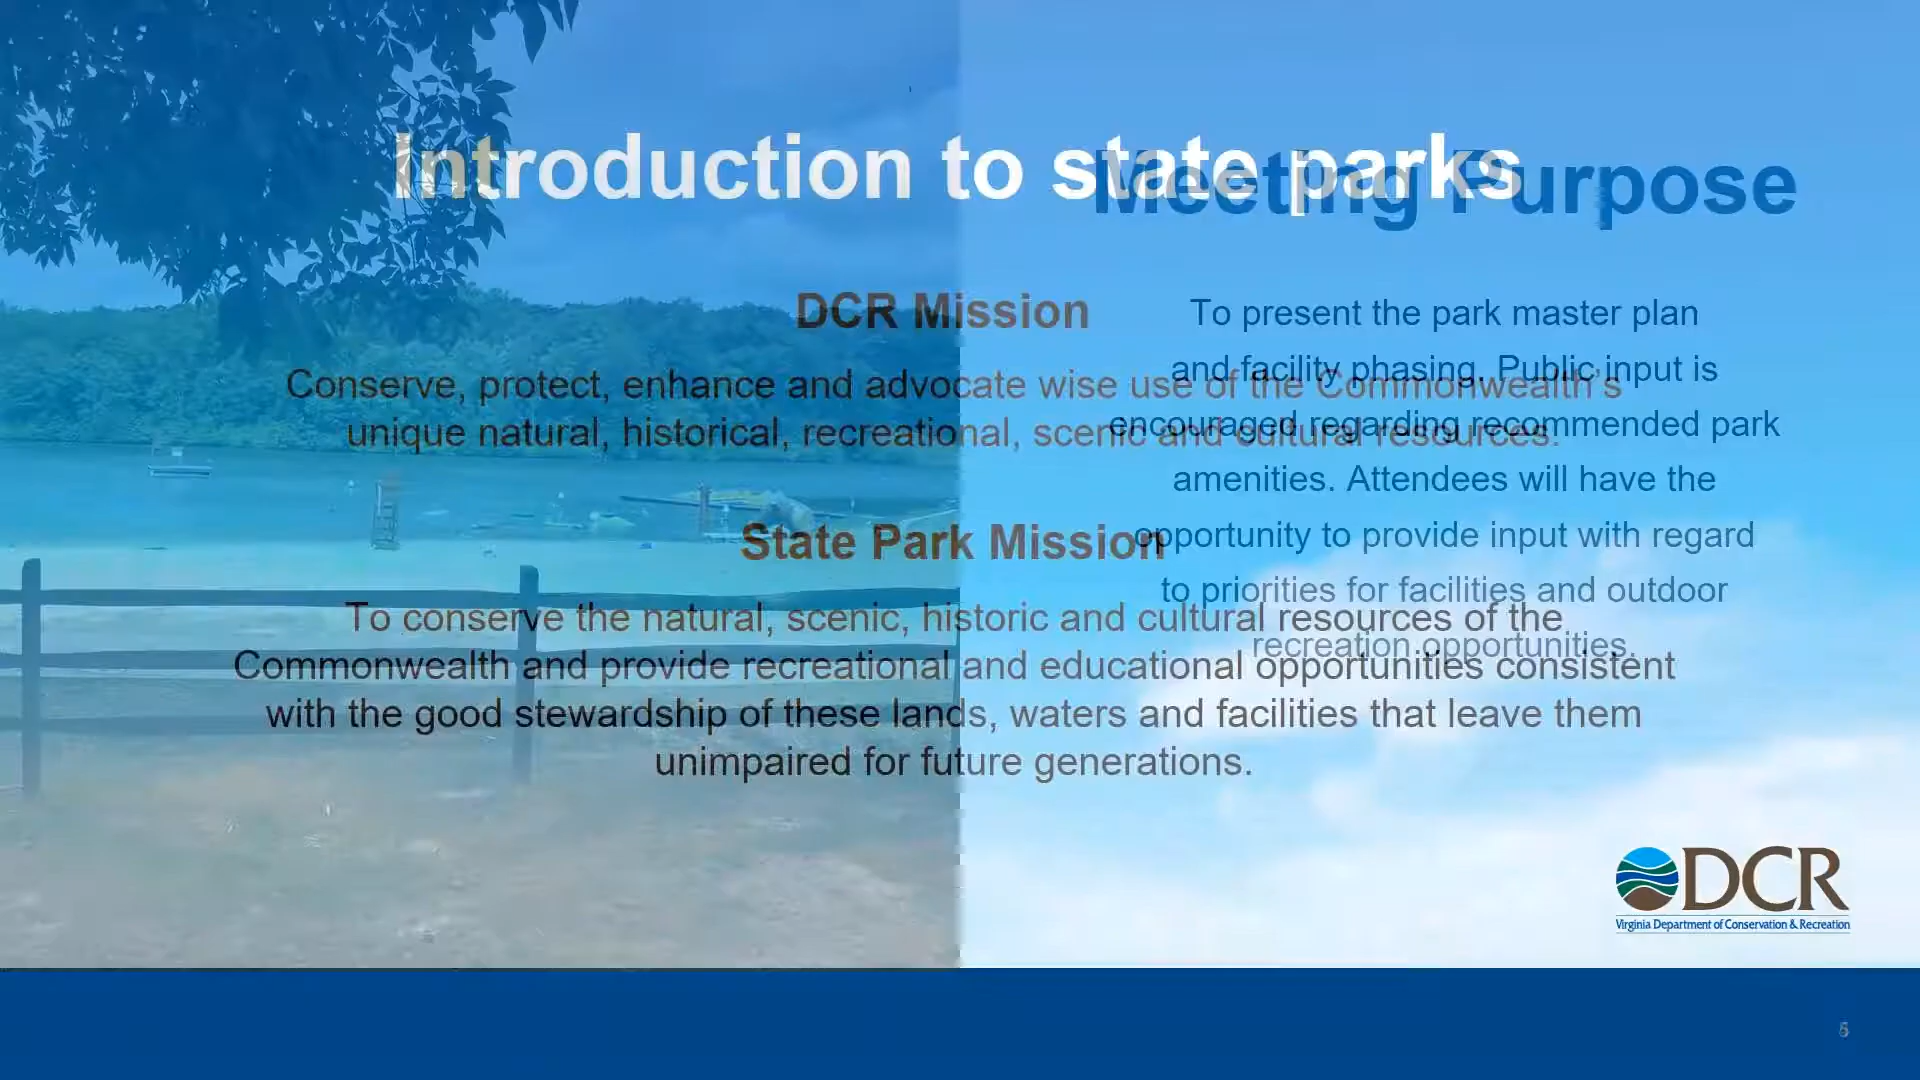 Introduction to state parks
DCR Mission
Conserve, protect, enhance and advocate wise use of the Commonwealth's
unique natural, historical, recreational, scenic and cultural resources.
State Park Mission
To conserve the natural, scenic, historic and cultural resources of the
Commonwealth and provide recreational and educational opportunities consistent
with the good stewardship of these lands, waters and facilities that leave them
unimpaired for future generations.
Meeting Purpose
To present the park master plan
and facility phasing. Public input is
encouraged regarding recommended park
amenities. Attendees will have the
opportunity to provide input with regard
to priorities for facilities and outdoor
recreation opportunities.
DCR
Virginia Department of Conservation & Recreation